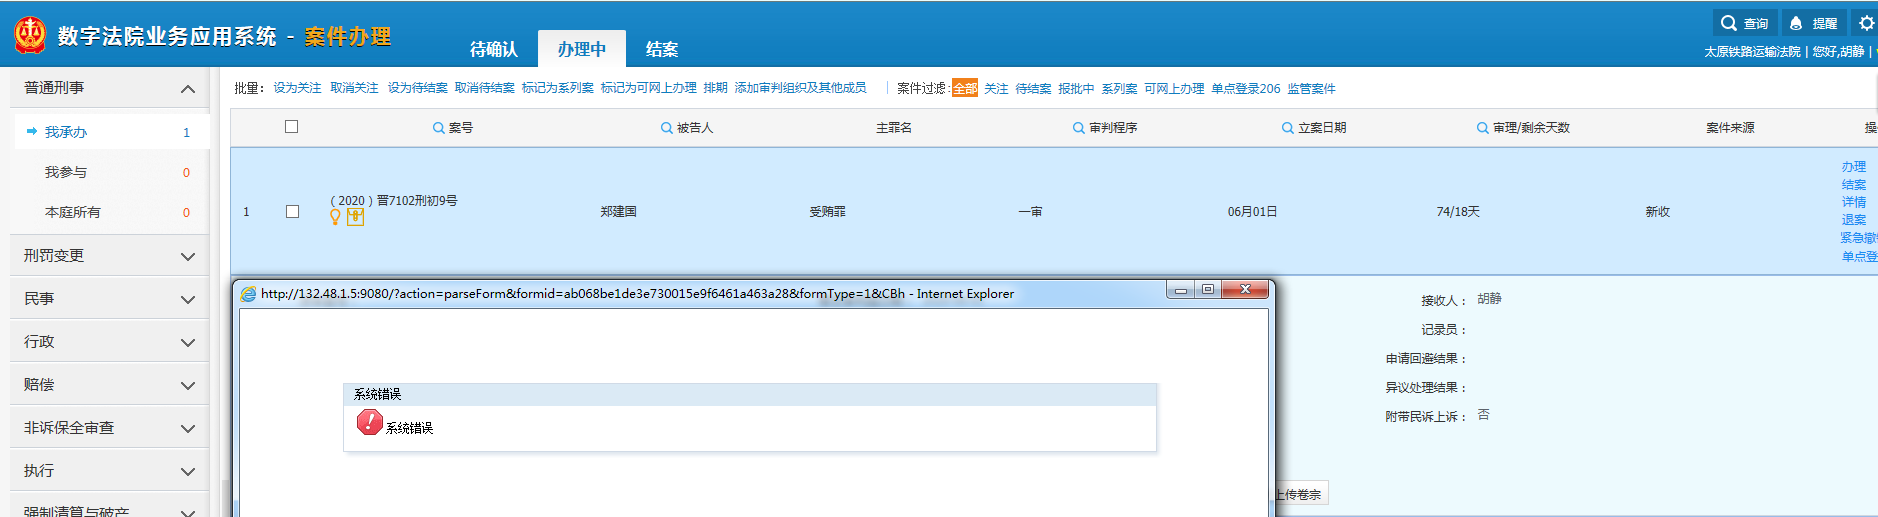 数字法院业务应用系统 - 案件办理
待确认 办理中 结案
查询 提醒
太原铁路运输法院 | 您好,胡静 |
普通刑事
我承办 1
我参与 0
本庭所有 0
刑罚变更
民事
行政
赔偿
非诉保全审查
执行
强制清算与破产
批量: 设为关注 取消关注 设为待结案 取消待结案 标记为系列案 标记为可网上办理 排期 添加审判组织及其他成员 案件过滤:全部 关注 待结案 报批中 系列案 可网上办理 单点登录206 监管案件
案号 被告人 主罪名 审判程序 立案日期 审理/剩余天数 案件来源
1 (2020)晋7102刑初9号 郑建国 受贿罪 一审 06月01日 74/18天 新收
办理
结案
详情
退案
紧急撤
单点登
http://132.48.1.5:9080/?action=parseForm&formid=ab068be1de3e730015e9f6461a463a28&formType=1&CBh - Internet Explorer
系统错误
系统错误
接收人: 胡静
记录员:
申请回避结果:
异议处理结果:
附带民诉上诉: 否
上传卷宗